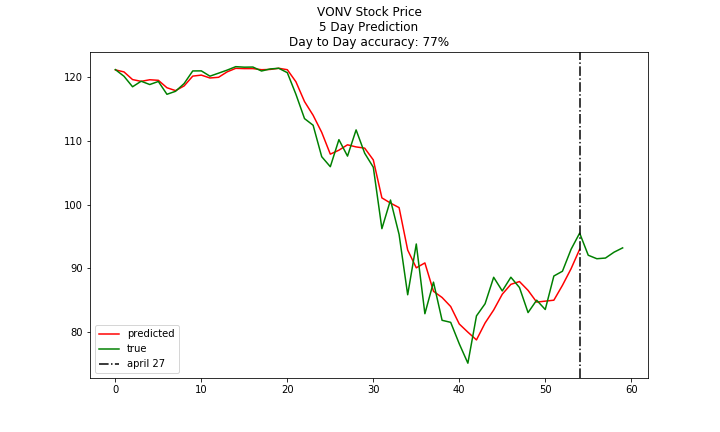 VONV Stock Price
5 Day Prediction
Day to Day accuracy: 77%
120
110
100
90
80
predicted
true
april 27
0 10 20 30 40 50 60